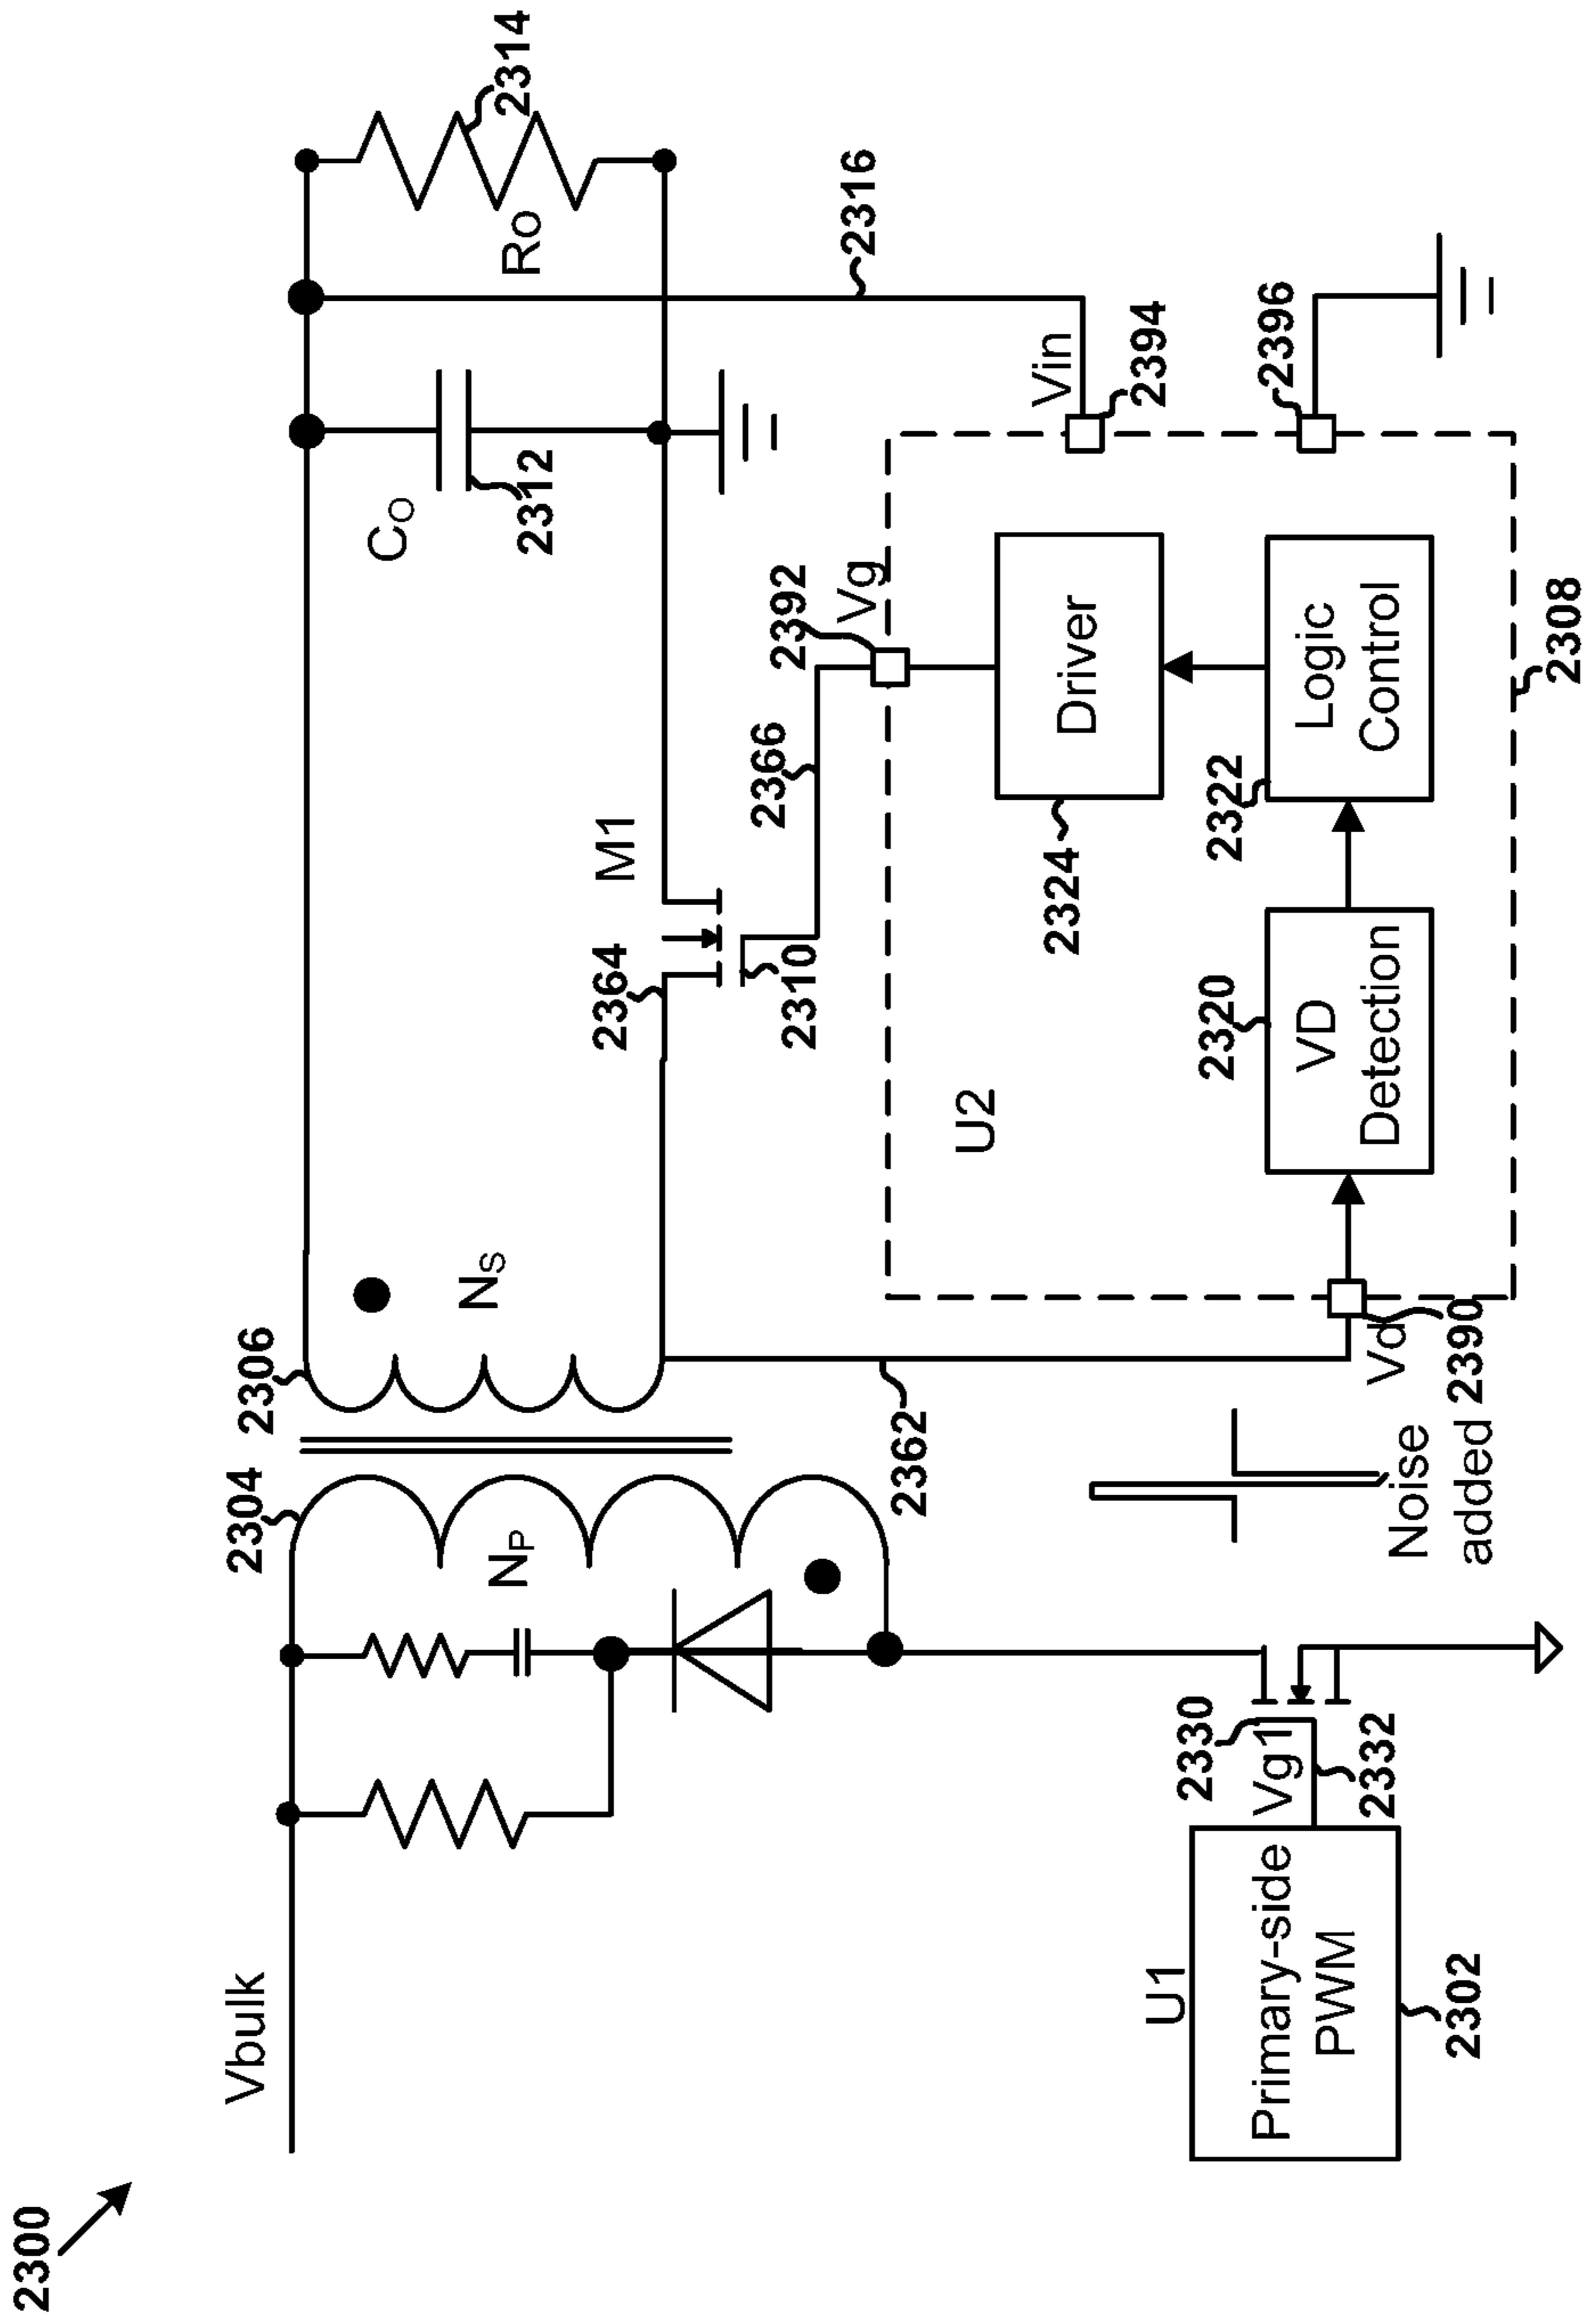 2300
Vbulk
2304
2306
NP
NS
CO
2312
RO
2314
2364
M1
2310
2366
2392
Vg
2316
Vin
2394
2396
2362
U2
2324
Driver
2320
VD
Detection
2322
Logic
Control
2308
Vd
2390
Noise
added
2330
Vg1
2332
U1
Primary-side
PWM
2302